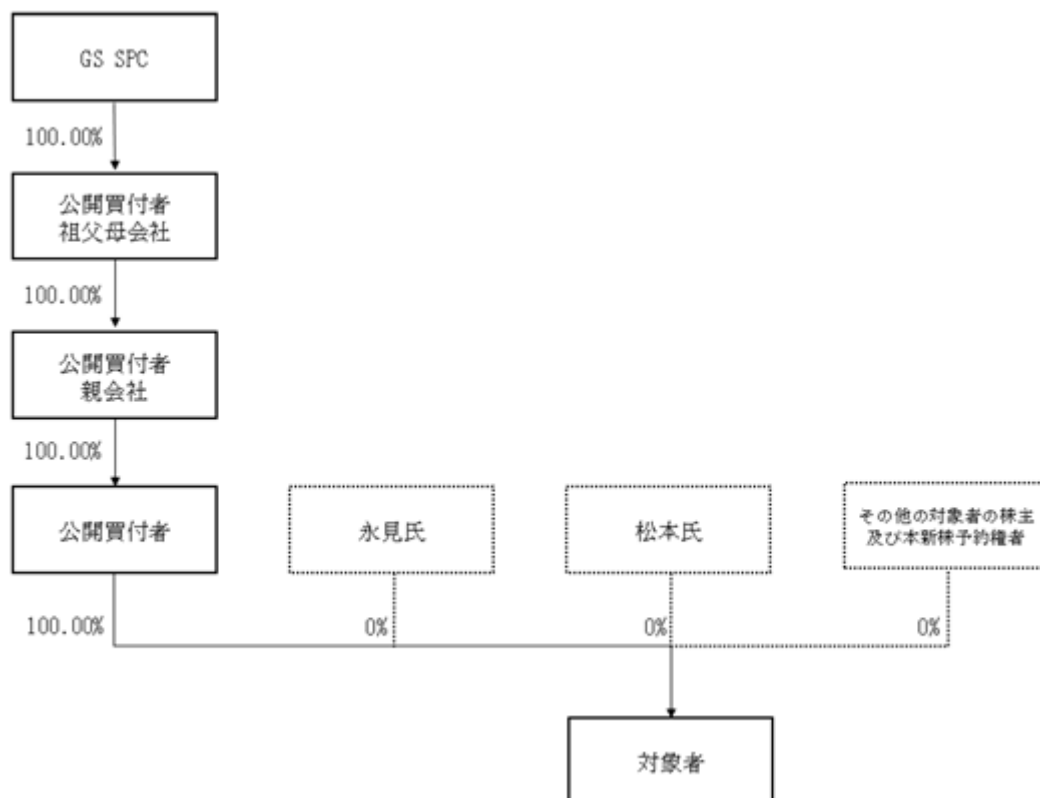 GS SPC
100.00%
公開買付者
祖父母会社
100.00%
公開買付者
親会社
100.00%
公開買付者
永見氏
松本氏
その他の対象者の株主
及び本新株予約権者
100.00%
0%
0%
0%
対象者